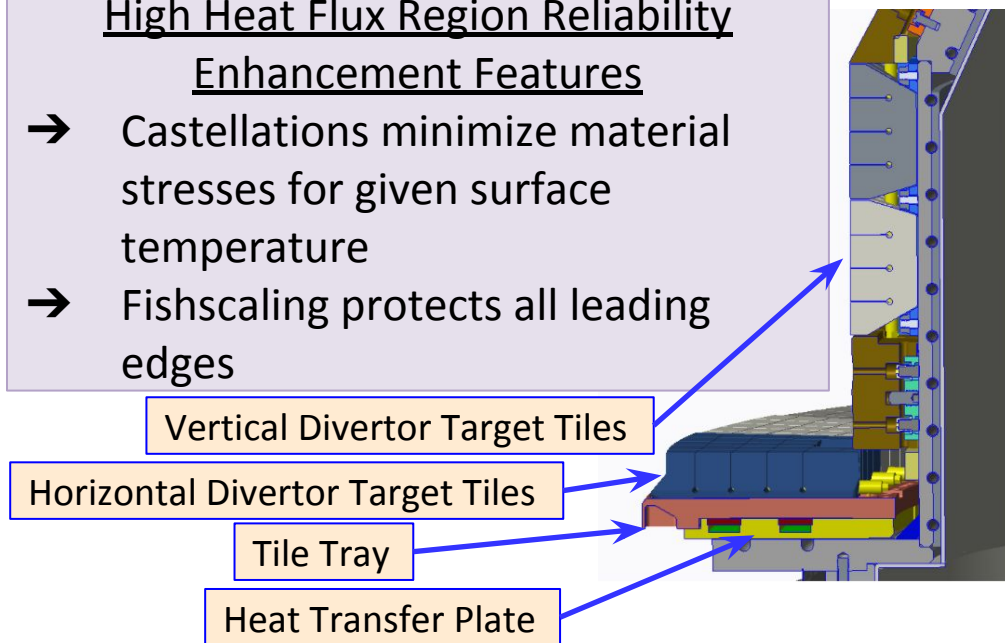 High Heat Flux Region Reliability
Enhancement Features
➔ Castellations minimize material
stresses for given surface
temperature
➔ Fishscaling protects all leading
edges
Vertical Divertor Target Tiles
Horizontal Divertor Target Tiles
Tile Tray
Heat Transfer Plate